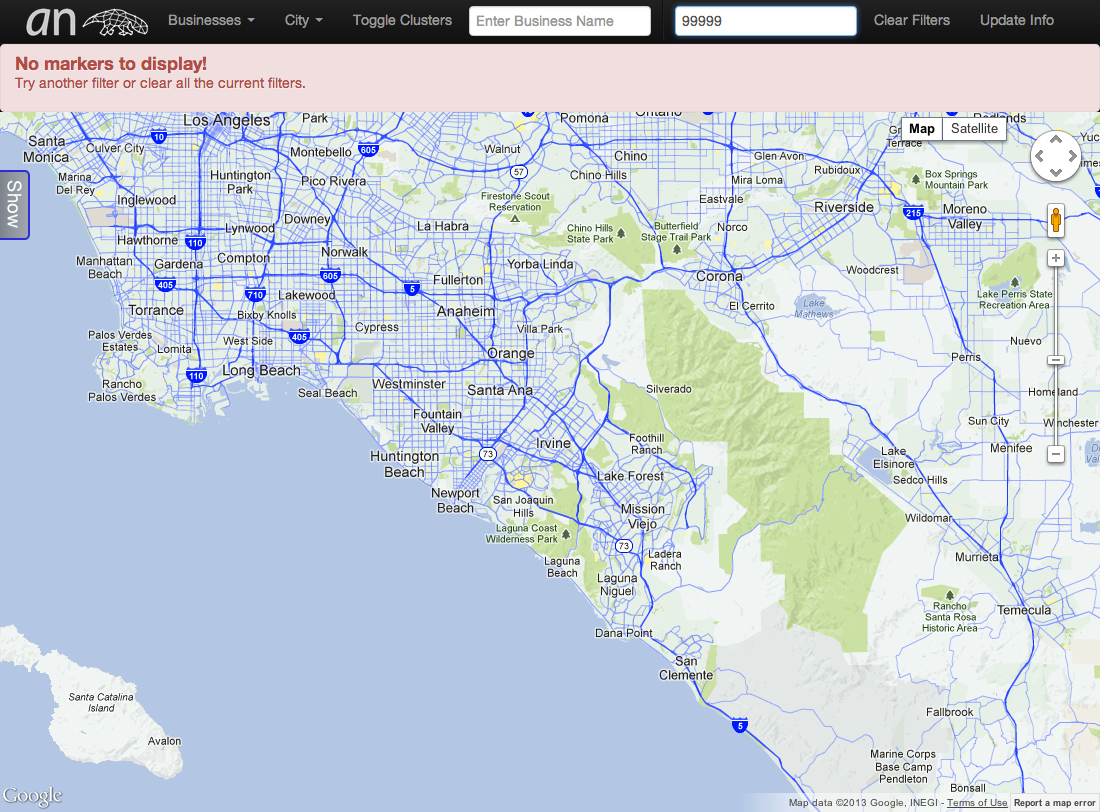 an
Businesses
City
Toggle Clusters
Enter Business Name
99999
Clear Filters
Update Info
No markers to display!
Try another filter or clear all the current filters.
Map
Satellite
Show
Los Angeles
Park
Pomona
Ontario
Redlands
10
Santa
Monica
Culver City
Montebello
605
Walnut
57
Chino
Chino Hills
Glen Avon
Rubidoux
Terrace
Marina
Del Rey
Huntington
Park
Pico Rivera
Firestone Scout
Reservation
Mira Loma
Box Springs
Mountain Park
Inglewood
Downey
Lynwood
La Habra
Eastvale
Riverside
215
Moreno
Valley
Hawthorne
110
Norwalk
Chino Hills
State Park
Butterfield
Stage Trail Park
Norco
Manhattan
Beach
Gardena
Compton
605
Yorba Linda
Corona
Woodcrest
405
710
Lakewood
5
Fullerton
Lake Perris State
Recreation Area
Torrance
Bixby Knolls
Anaheim
El Cerrito
Lake
Mathews
Palos Verdes
Estates
Lomita
West Side
405
Cypress
Villa Park
Nuevo
Orange
Perris
110
Long Beach
Rancho
Palos Verdes
Seal Beach
Westminster
Santa Ana
Silverado
Homeland
Fountain
Valley
Sun City
Winchester
Huntington
Beach
73
Irvine
Foothill
Ranch
Lake
Elsinore
Menifee
Lake Forest
Sedco Hills
Newport
Beach
San Joaquin
Hills
Mission
Viejo
Wildomar
Laguna Coast
Wilderness Park
73
Ladera
Ranch
Murrieta
Laguna
Beach
Laguna
Niguel
Rancho
Santa Rosa
Historic Area
Temecula
Dana Point
San
Clemente
Santa Catalina
Island
Avalon
5
Fallbrook
Marine Corps
Base Camp
Pendleton
Bonsall
Google
Map data ©2013 Google, INEGI - Terms of Use
Report a map error